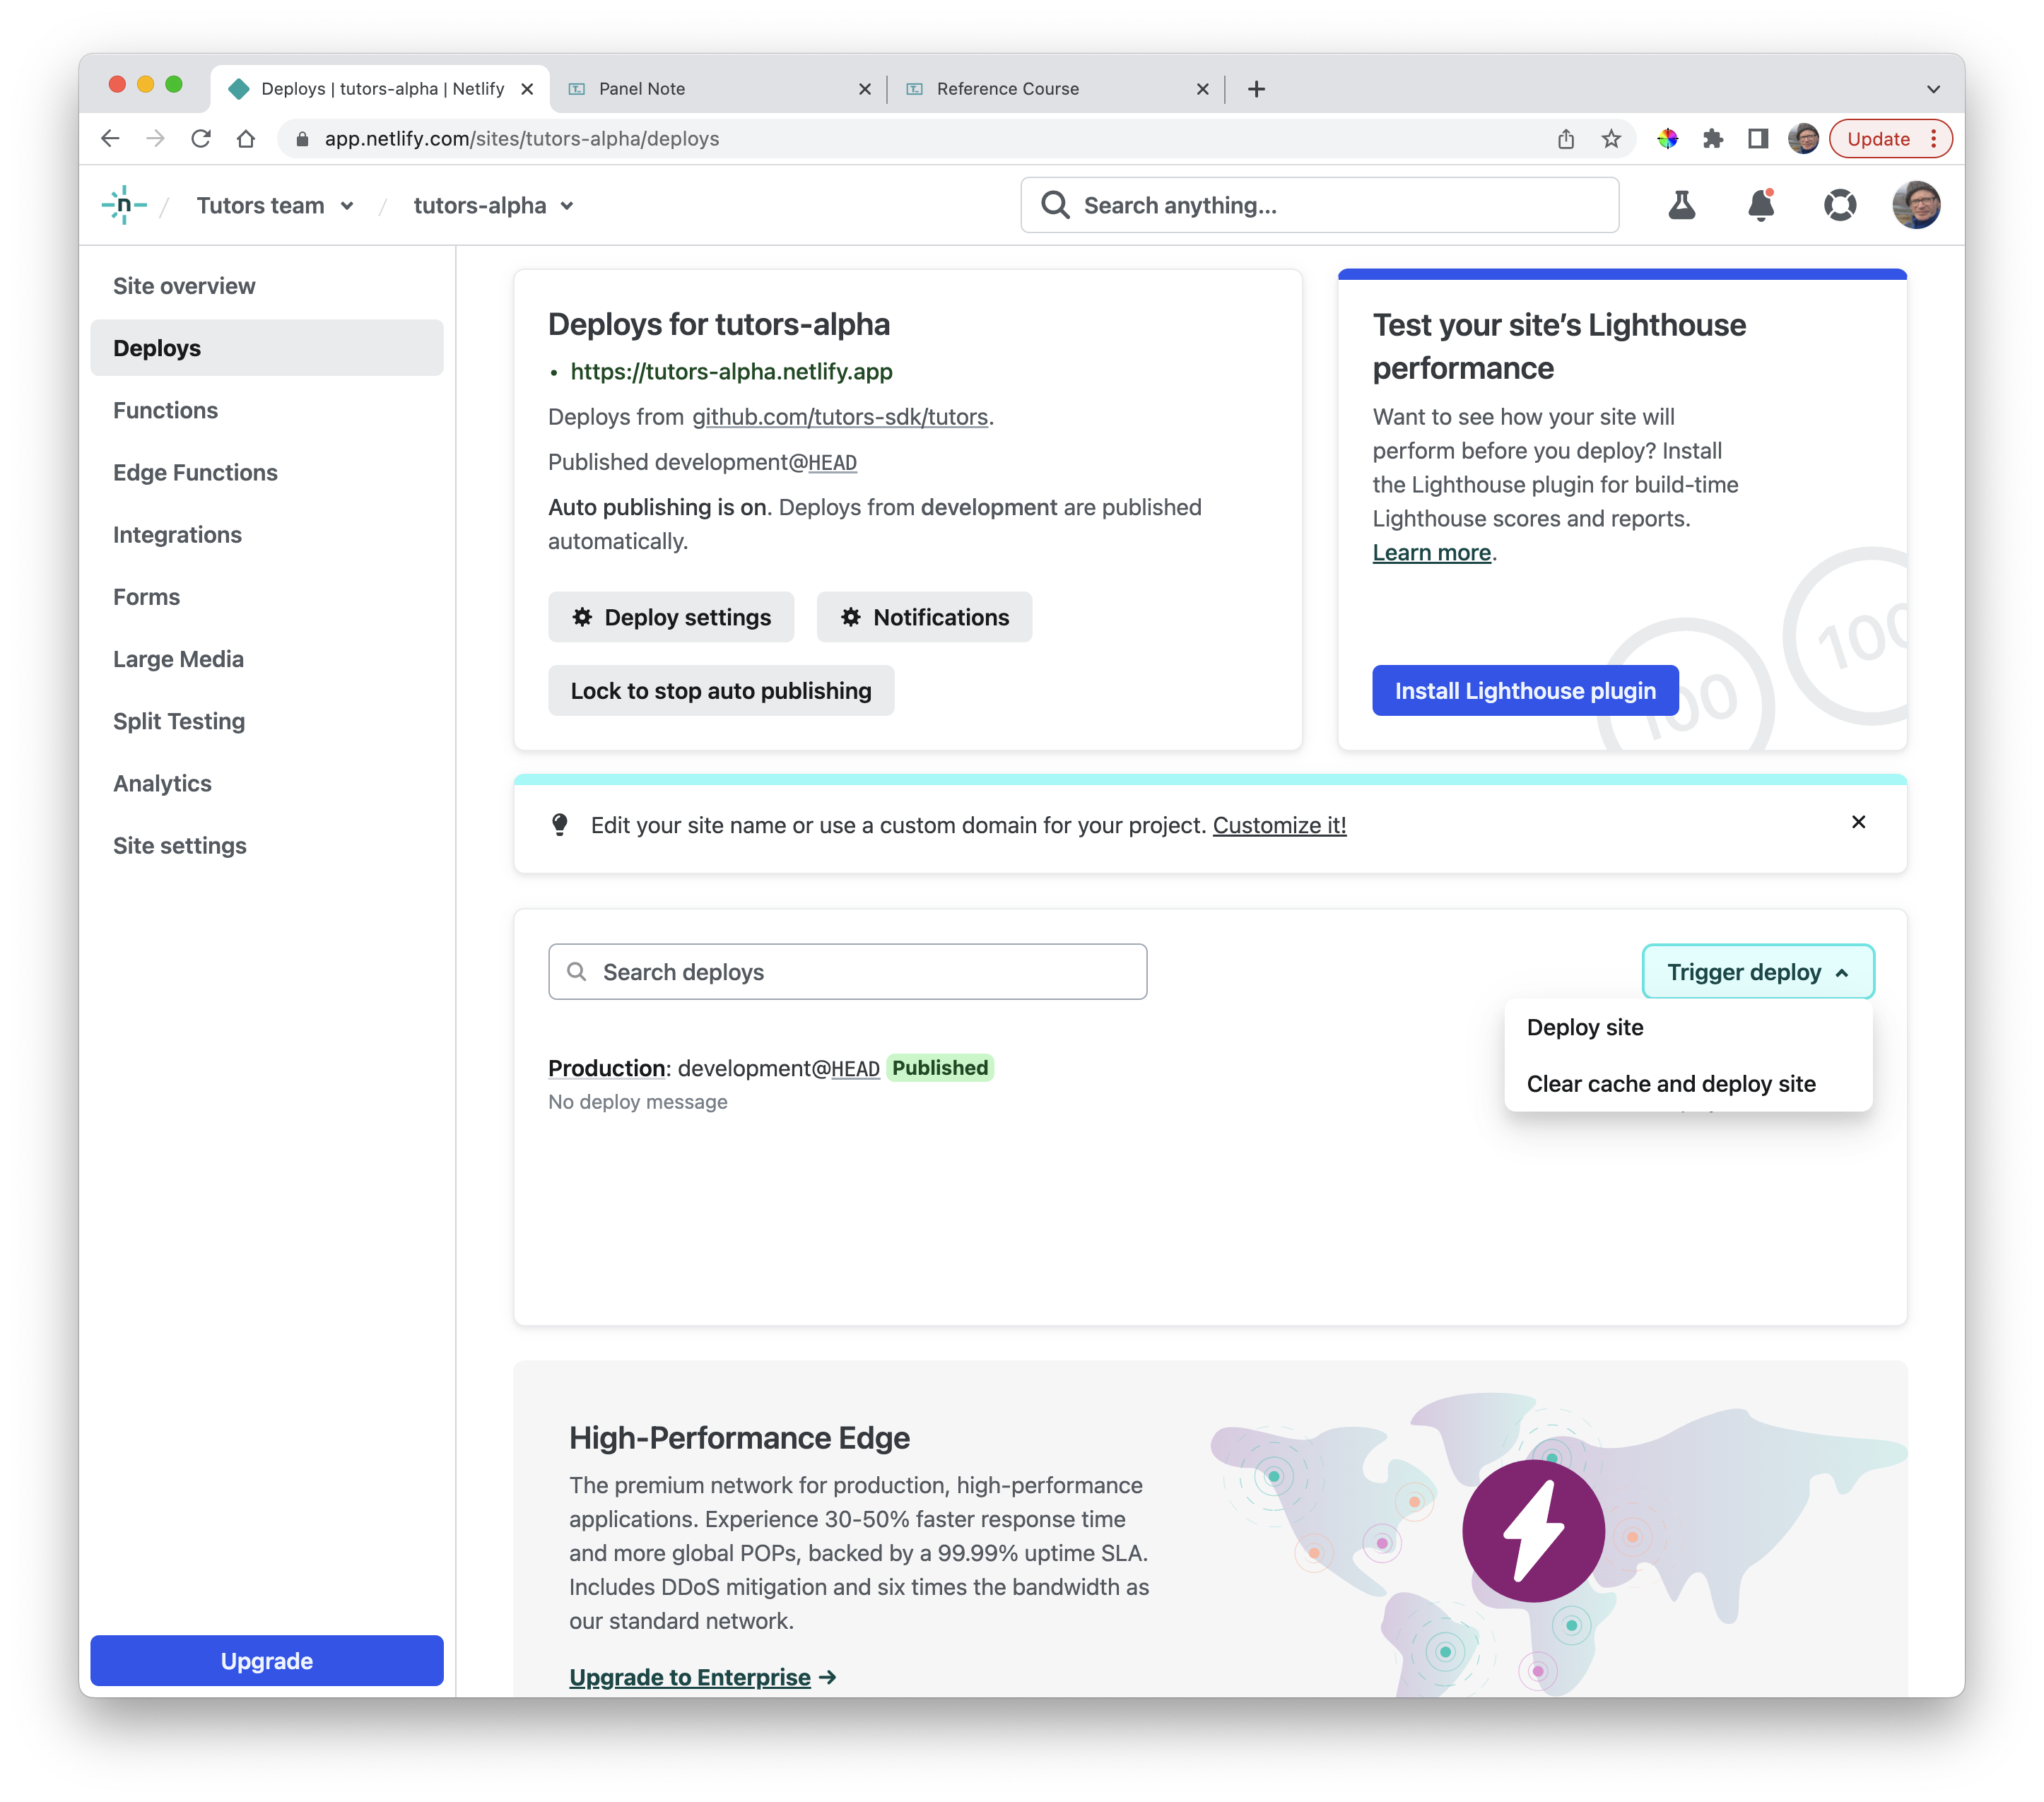 Deploys | tutors-alpha | Netlify
Panel Note
Reference Course
app.netlify.com/sites/tutors-alpha/deploys
Update
n
Tutors team
tutors-alpha
Search anything...
Site overview
Deploys
Functions
Edge Functions
Integrations
Forms
Large Media
Split Testing
Analytics
Site settings
Upgrade
Deploys for tutors-alpha
• https://tutors-alpha.netlify.app
Deploys from github.com/tutors-sdk/tutors.
Published development@HEAD
Auto publishing is on. Deploys from development are published
automatically.
Deploy settings
Notifications
Lock to stop auto publishing
Test your site’s Lighthouse
performance
Want to see how your site will
perform before you deploy? Install
the Lighthouse plugin for build-time
Lighthouse scores and reports.
Learn more.
100
Install Lighthouse plugin
100
Edit your site name or use a custom domain for your project. Customize it!
Search deploys
Trigger deploy
Deploy site
Clear cache and deploy site
Production: development@HEAD Published
No deploy message
High-Performance Edge
The premium network for production, high-performance
applications. Experience 30-50% faster response time
and more global POPs, backed by a 99.99% uptime SLA.
Includes DDoS mitigation and six times the bandwidth as
our standard network.
Upgrade to Enterprise →